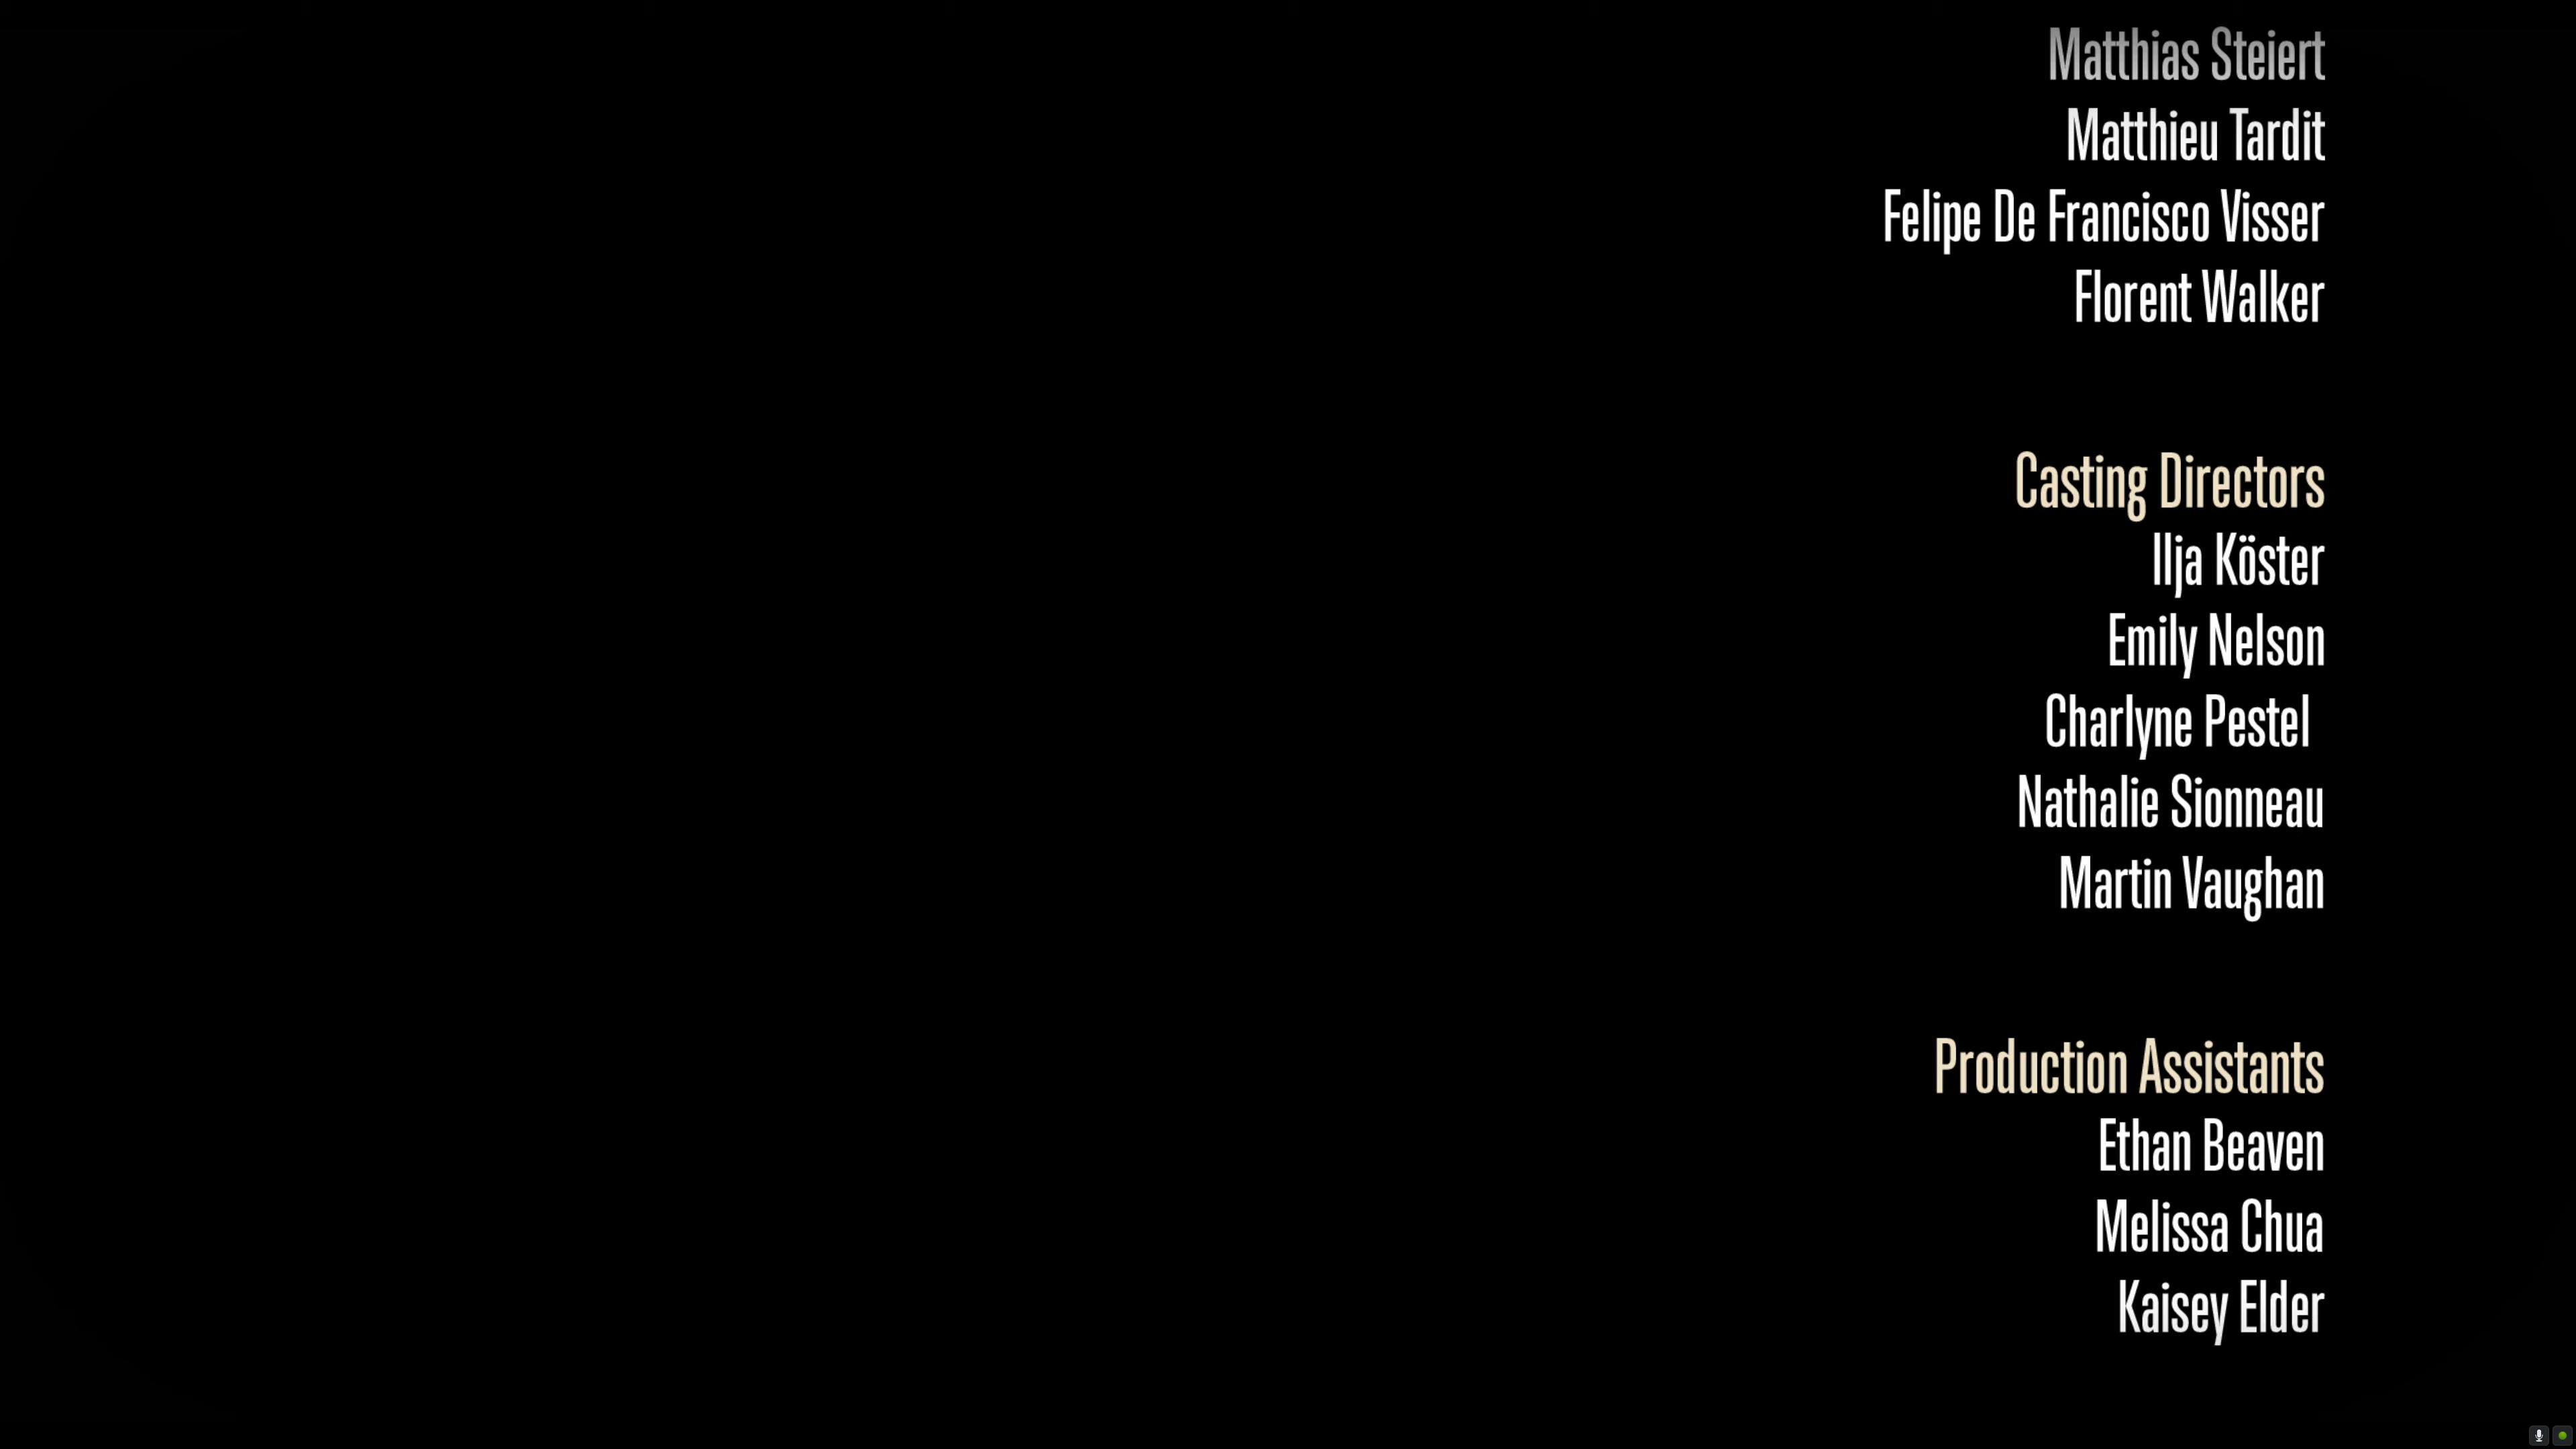 Matthias Steiert
Matthieu Tardit
Felipe De Francisco Visser
Florent Walker
Casting Directors
Ilja Köster
Emily Nelson
Charlyne Pestel
Nathalie Sionneau
Martin Vaughan
Production Assistants
Ethan Beaven
Melissa Chua
Kaisey Elder